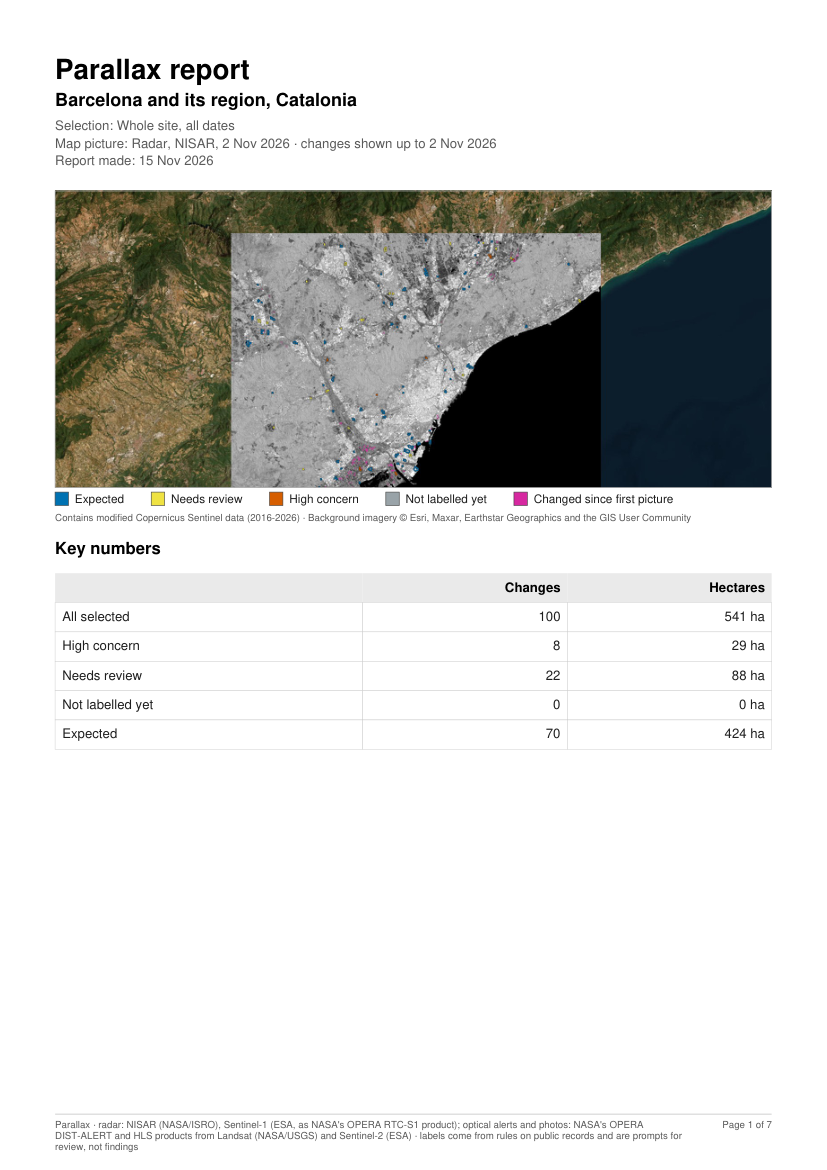 Parallax report
Barcelona and its region, Catalonia
Selection: Whole site, all dates
Map picture: Radar, NISAR, 2 Nov 2026 · changes shown up to 2 Nov 2026
Report made: 15 Nov 2026
Expected Needs review High concern Not labelled yet Changed since first picture
Contains modified Copernicus Sentinel data (2016-2026) · Background imagery © Esri, Maxar, Earthstar Geographics and the GIS User Community
Key numbers
Changes Hectares
All selected 100 541 ha
High concern 8 29 ha
Needs review 22 88 ha
Not labelled yet 0 0 ha
Expected 70 424 ha
Parallax · radar: NISAR (NASA/ISRO), Sentinel-1 (ESA, as NASA's OPERA RTC-S1 product); optical alerts and photos: NASA's OPERA Page 1 of 7
DIST-ALERT and HLS products from Landsat (NASA/USGS) and Sentinel-2 (ESA) · labels come from rules on public records and are prompts for
review, not findings